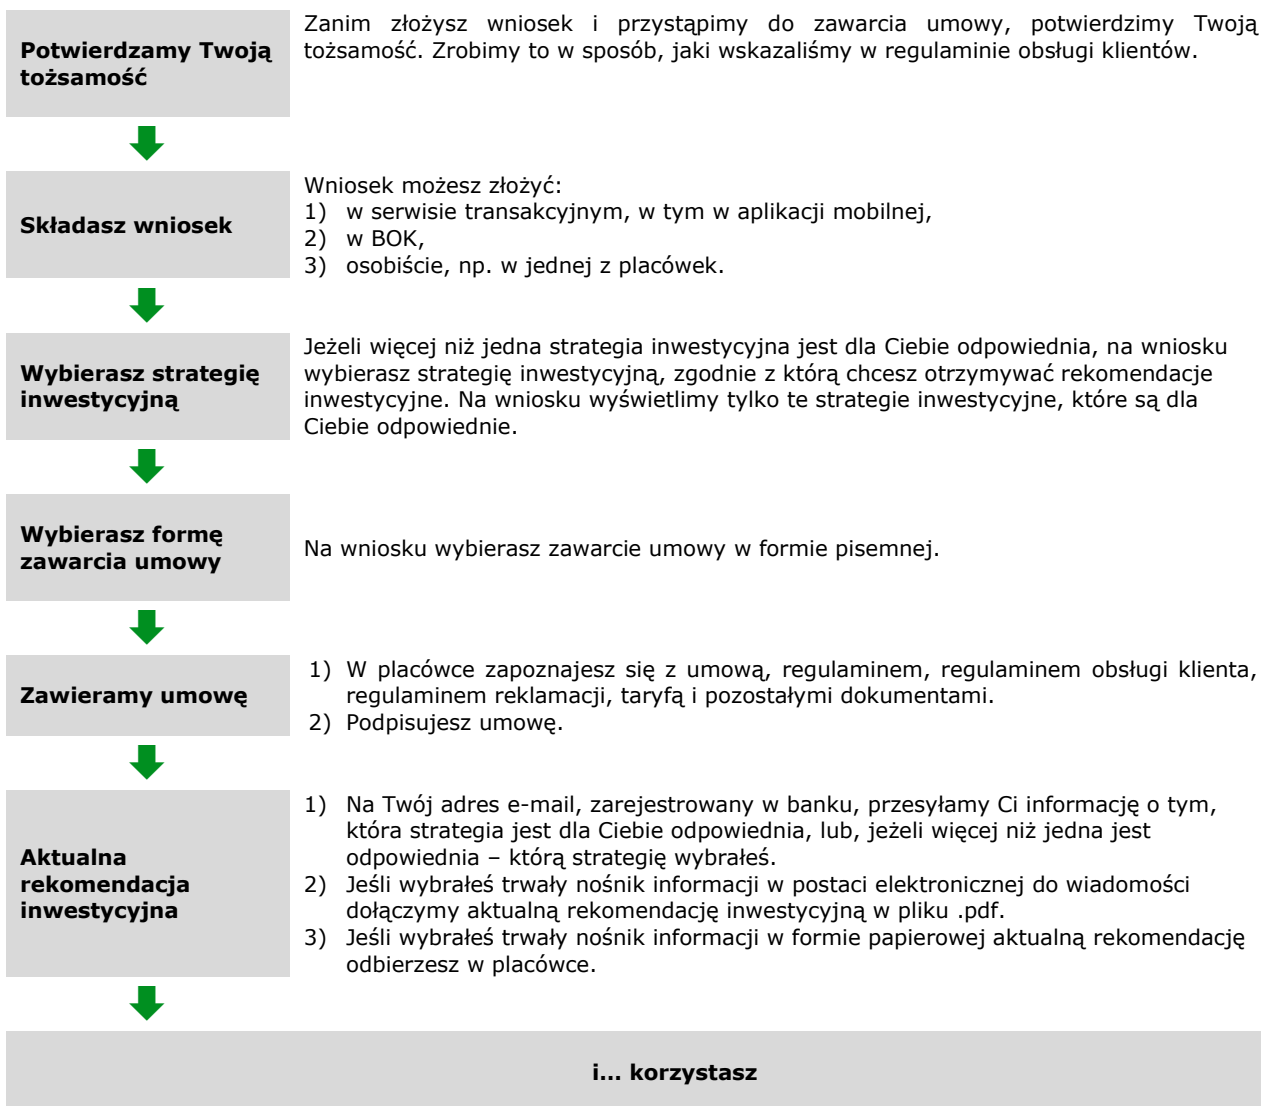 Potwierdzamy Twoją
tożsamość
Zanim złożysz wniosek i przystąpimy do zawarcia umowy, potwierdzimy Twoją
tożsamość. Zrobimy to w sposób, jaki wskazaliśmy w regulaminie obsługi klientów.
Składasz wniosek
Wniosek możesz złożyć:
1) w serwisie transakcyjnym, w tym w aplikacji mobilnej,
2) w BOK,
3) osobiście, np. w jednej z placówek.
Wybierasz strategię
inwestycyjną
Jeżeli więcej niż jedna strategia inwestycyjna jest dla Ciebie odpowiednia, na wniosku
wybierasz strategię inwestycyjną, zgodnie z którą chcesz otrzymywać rekomendacje
inwestycyjne. Na wniosku wyświetlimy tylko te strategie inwestycyjne, które są dla
Ciebie odpowiednie.
Wybierasz formę
zawarcia umowy
Na wniosku wybierasz zawarcie umowy w formie pisemnej.
Zawieramy umowę
1) W placówce zapoznajesz się z umową, regulaminem, regulaminem obsługi klienta,
regulaminem reklamacji, taryfą i pozostałymi dokumentami.
2) Podpisujesz umowę.
Aktualna
rekomendacja
inwestycyjna
1) Na Twój adres e-mail, zarejestrowany w banku, przesyłamy Ci informację o tym,
która strategia jest dla Ciebie odpowiednia, lub, jeżeli więcej niż jedna jest
odpowiednia – którą strategię wybrałeś.
2) Jeśli wybrałeś trwały nośnik informacji w postaci elektronicznej do wiadomości
dołączymy aktualną rekomendację inwestycyjną w pliku .pdf.
3) Jeśli wybrałeś trwały nośnik informacji w formie papierowej aktualną rekomendację
odbierzesz w placówce.
i... korzystasz